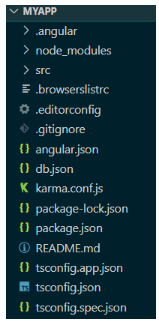 MYAPP
.angular
node_modules
src
.browserslistrc
.editorconfig
.gitignore
angular.json
db.json
karma.conf.js
package-lock.json
package.json
README.md
tsconfig.app.json
tsconfig.json
tsconfig.spec.json